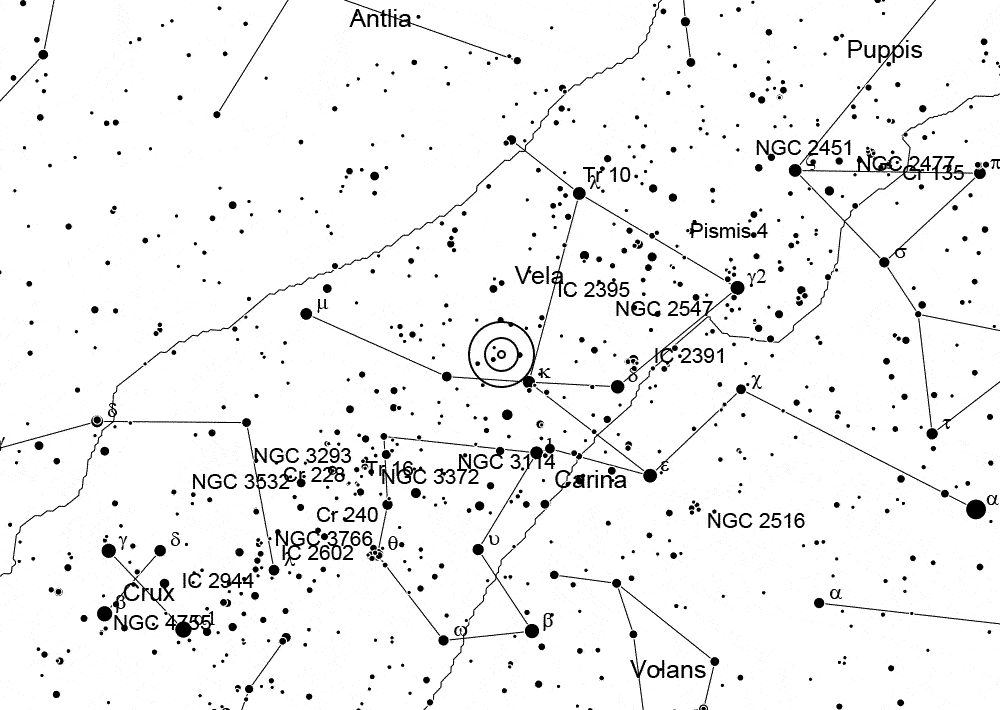 Antlia
Puppis
NGC 2451
ς
NGC 2477
Cr 135
π
Tr 10
λ
Pismis 4
σ
Vela
γ2
IC 2395
μ
NGC 2547
IC 2391
κ
δ
χ
δ
γ
ε
τ
ι
NGC 3293
Tr 16
NGC 3114
NGC 3532
Cr 228
NGC 3372
Carina
ε
α
Cr 240
NGC 2516
NGC 3766
θ
υ
γ
δ
IC 2602
λ
IC 2944
Crux
β
α
NGC 4755
α1
ω
β
Volans